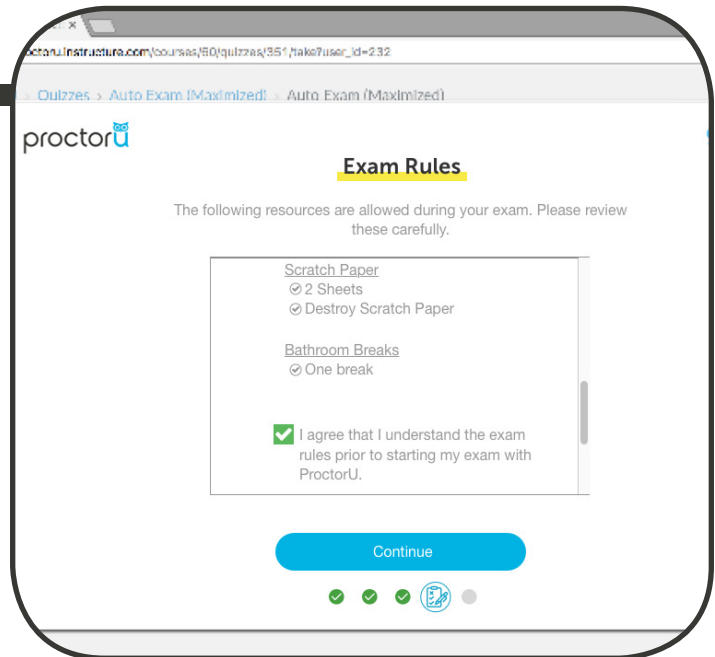 octoru.instructure.com/courses/60/quizzes/351/take?user_id=232
Quizzes › Auto Exam (Maximized) › Auto Exam (Maximized)
proctorU
Exam Rules
The following resources are allowed during your exam. Please review
these carefully.
Scratch Paper
2 Sheets
Destroy Scratch Paper
Bathroom Breaks
One break
I agree that I understand the exam
rules prior to starting my exam with
ProctorU.
Continue